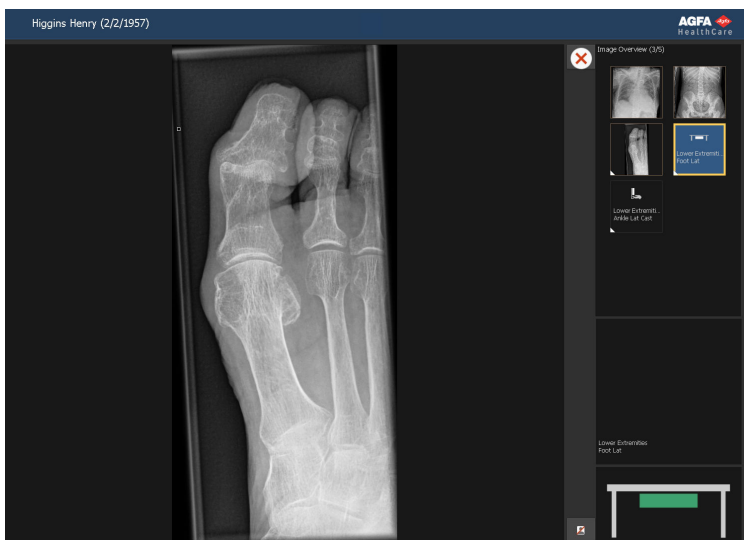 Higgins Henry (2/2/1957)
AGFA
HealthCare
Image Overview (3/5)
Lower Extremiti...
Foot Lat
Lower Extremiti...
Ankle Lat Cast
Lower Extremities
Foot Lat